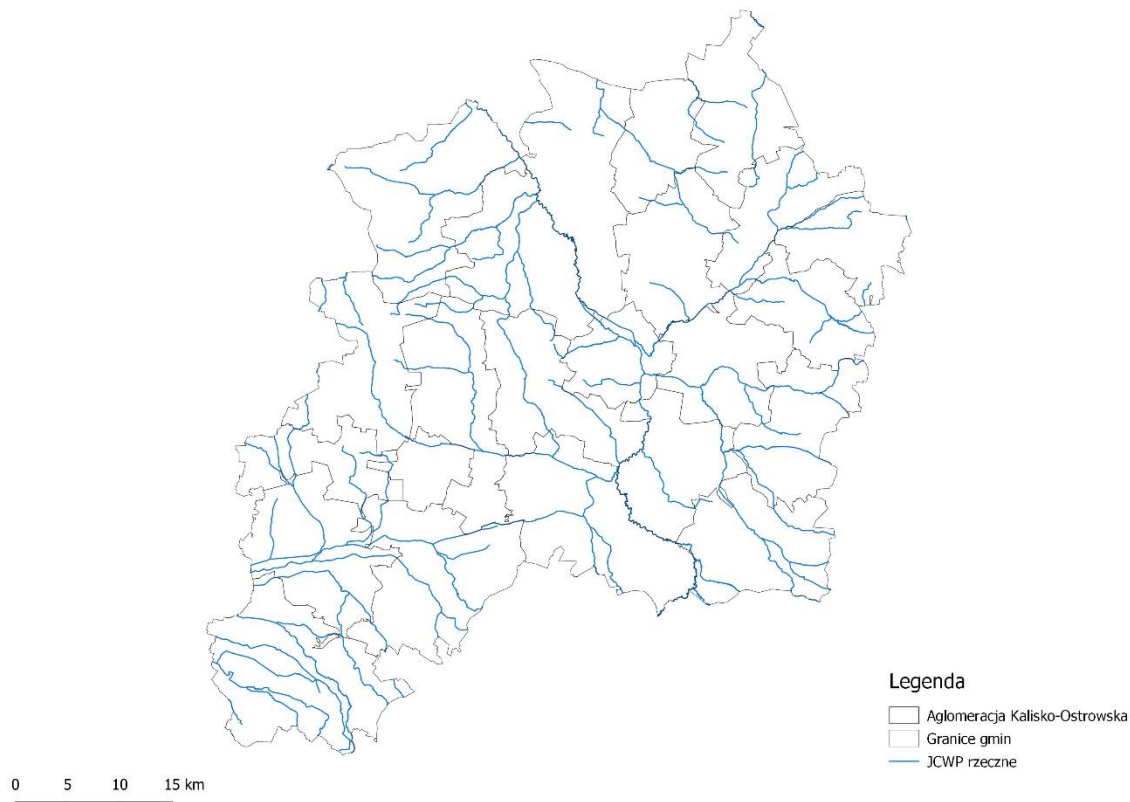 Legenda
Aglomeracja Kalisko-Ostrowska
Granice gmin
JCWP rzeczne
0 5 10 15 km